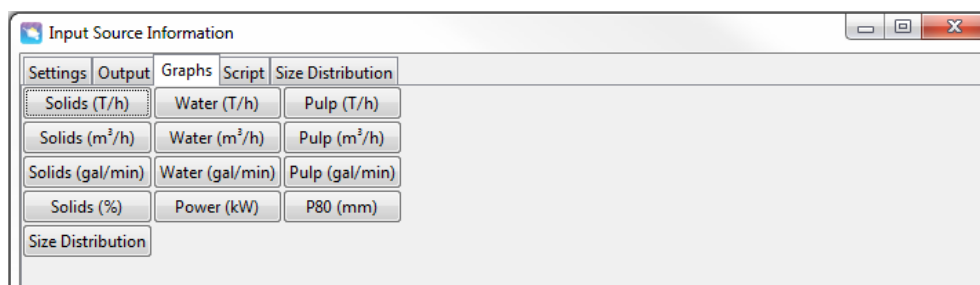 Input Source Information
Settings Output Graphs Script Size Distribution
Solids (T/h) Water (T/h) Pulp (T/h)
Solids (m³/h) Water (m³/h) Pulp (m³/h)
Solids (gal/min) Water (gal/min) Pulp (gal/min)
Solids (%) Power (kW) P80 (mm)
Size Distribution